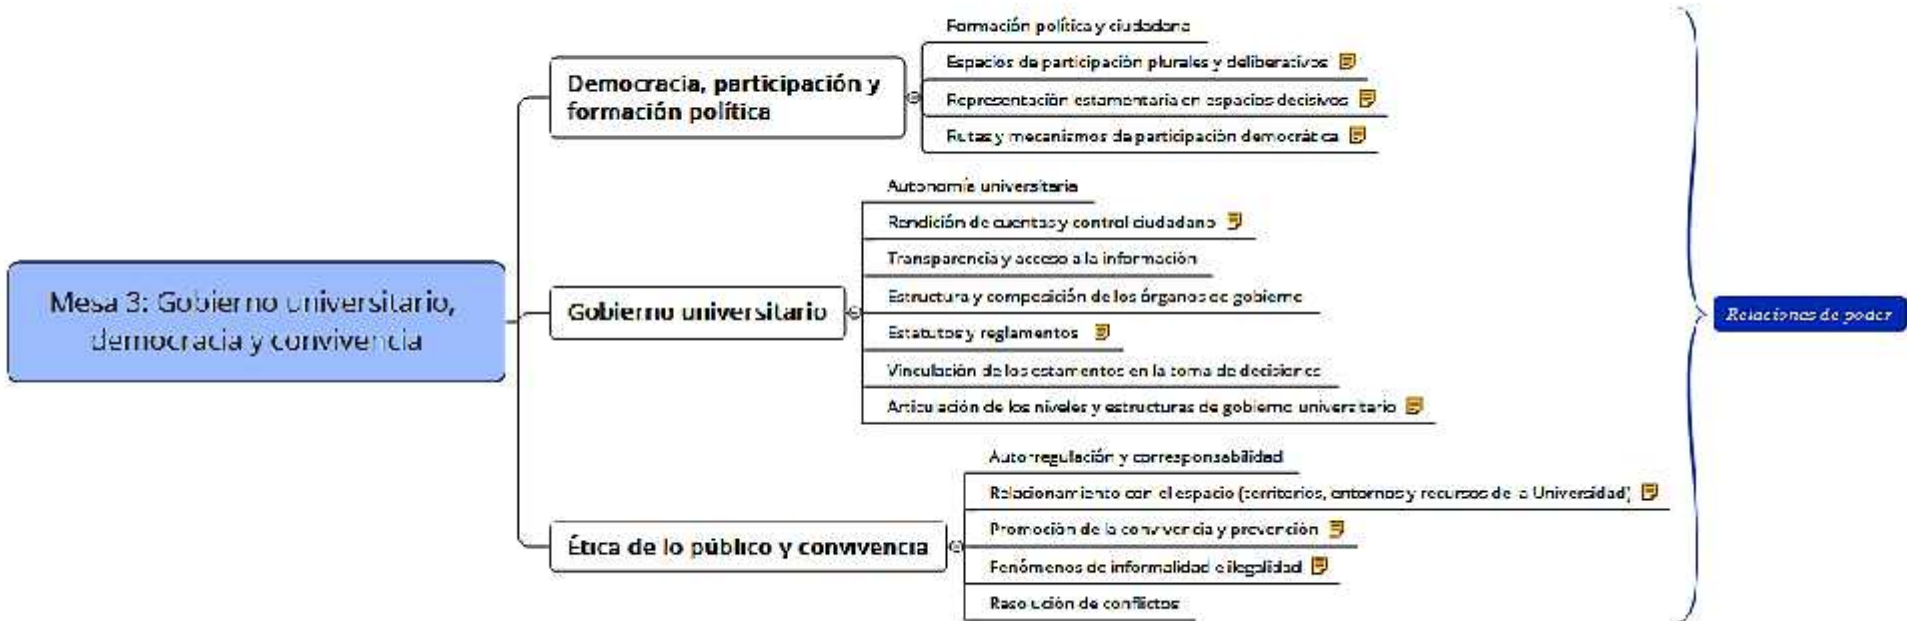 Mesa 3: Gobierno universitario,
democracia y convivencia
Democracia, participación y
formación política
Formación política y ciudadana
Espacios de participación plurales y deliberativos
Representación estamentaria en espacios decisivos
Rutas y mecanismos de participación democrática
Gobierno universitario
Autonomía universitaria
Rendición de cuentas y control ciudadano
Transparencia y acceso a la información
Estructura y composición de los órganos de gobierno
Estatutos y reglamentos
Vinculación de los estamentos en la toma de decisiones
Articulación de los niveles y estructuras de gobierno universitario
Ética de lo público y convivencia
Autorregulación y corresponsabilidad
Relacionamiento con el espacio (territorios, entornos y recursos de la Universidad)
Promoción de la convivencia y prevención
Fenómenos de informalidad e ilegalidad
Resolución de conflictos
Relaciones de poder